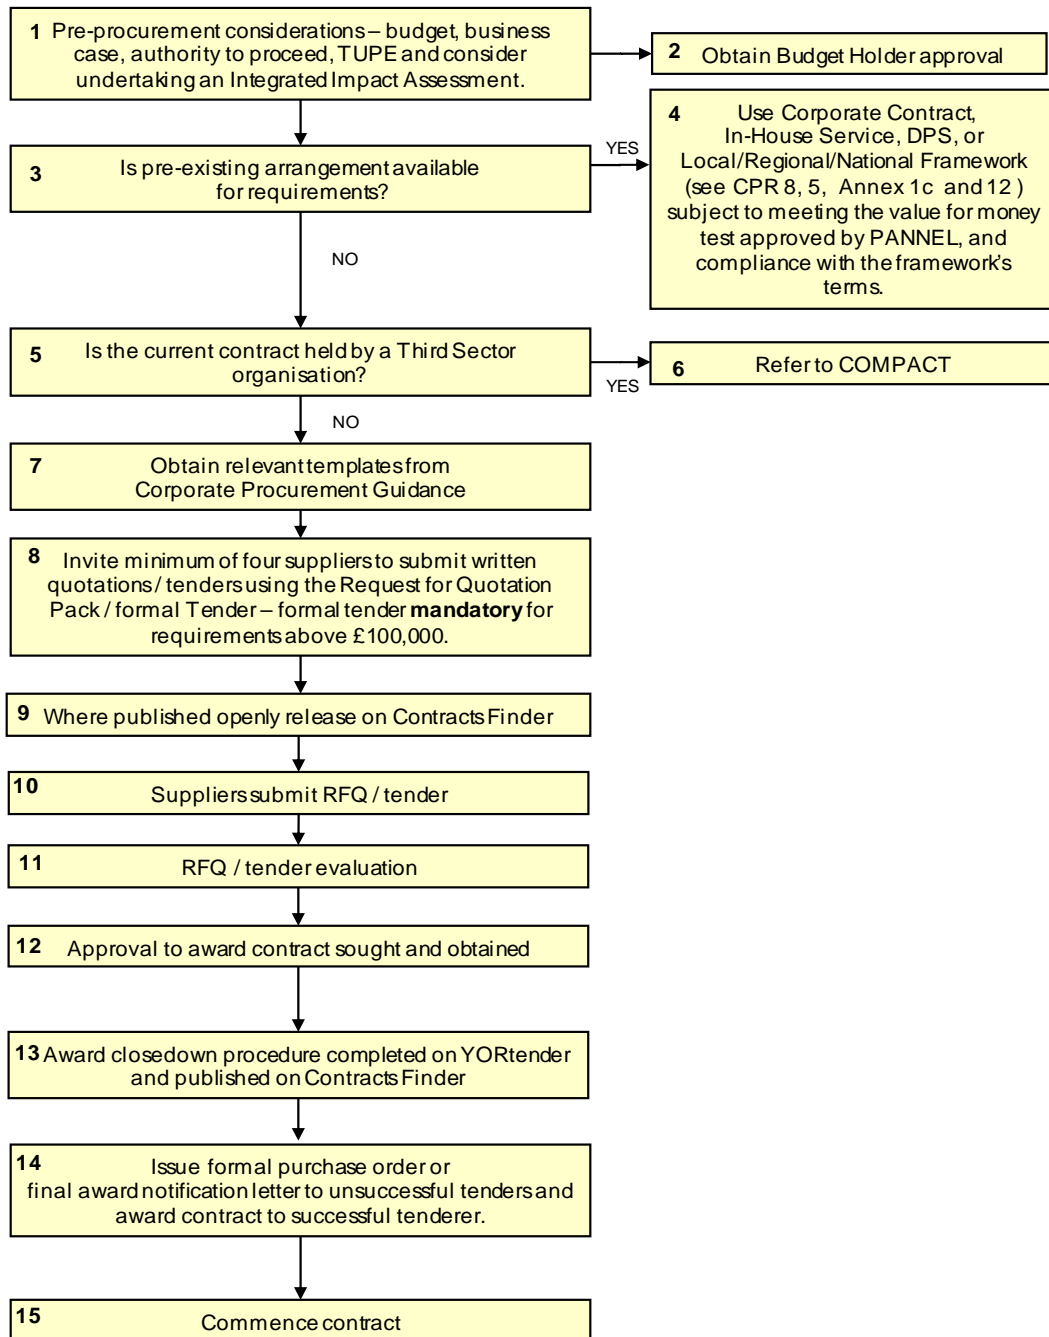 1 Pre-procurement considerations – budget, business
case, authority to proceed, TUPE and consider
undertaking an Integrated Impact Assessment.
2 Obtain Budget Holder approval
3 Is pre-existing arrangement available
for requirements?
YES
4 Use Corporate Contract,
In-House Service, DPS, or
Local/Regional/National Framework
(see CPR 8, 5, Annex 1c and 12 )
subject to meeting the value for money
test approved by PANNEL, and
compliance with the framework's
terms.
NO
5 Is the current contract held by a Third Sector
organisation?
YES
6 Refer to COMPACT
NO
7 Obtain relevant templates from
Corporate Procurement Guidance
8 Invite minimum of four suppliers to submit written
quotations / tenders using the Request for Quotation
Pack / formal Tender – formal tender mandatory for
requirements above £100,000.
9 Where published openly release on Contracts Finder
10 Suppliers submit RFQ / tender
11 RFQ / tender evaluation
12 Approval to award contract sought and obtained
13 Award closedown procedure completed on YORtender
and published on Contracts Finder
14 Issue formal purchase order or
final award notification letter to unsuccessful tenders and
award contract to successful tenderer.
15 Commence contract